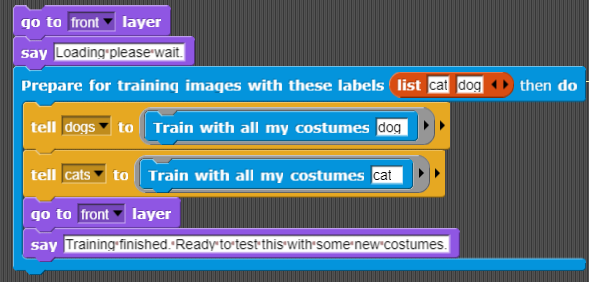 go to front layer
say Loading please wait.
Prepare for training images with these labels list cat dog then do
tell dogs to Train with all my costumes dog
tell cats to Train with all my costumes cat
go to front layer
say Training finished. Ready to test this with some new costumes.